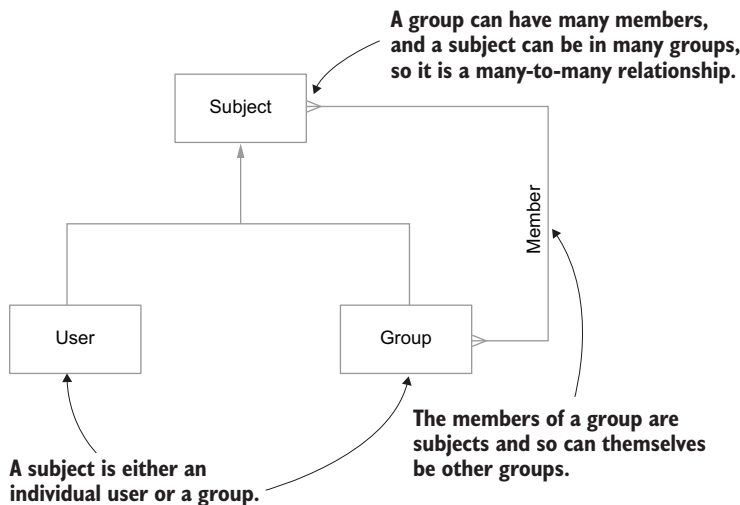 A group can have many members,
and a subject can be in many groups,
so it is a many-to-many relationship.
Subject
Member
User
Group
The members of a group are
subjects and so can themselves
be other groups.
A subject is either an
individual user or a group.